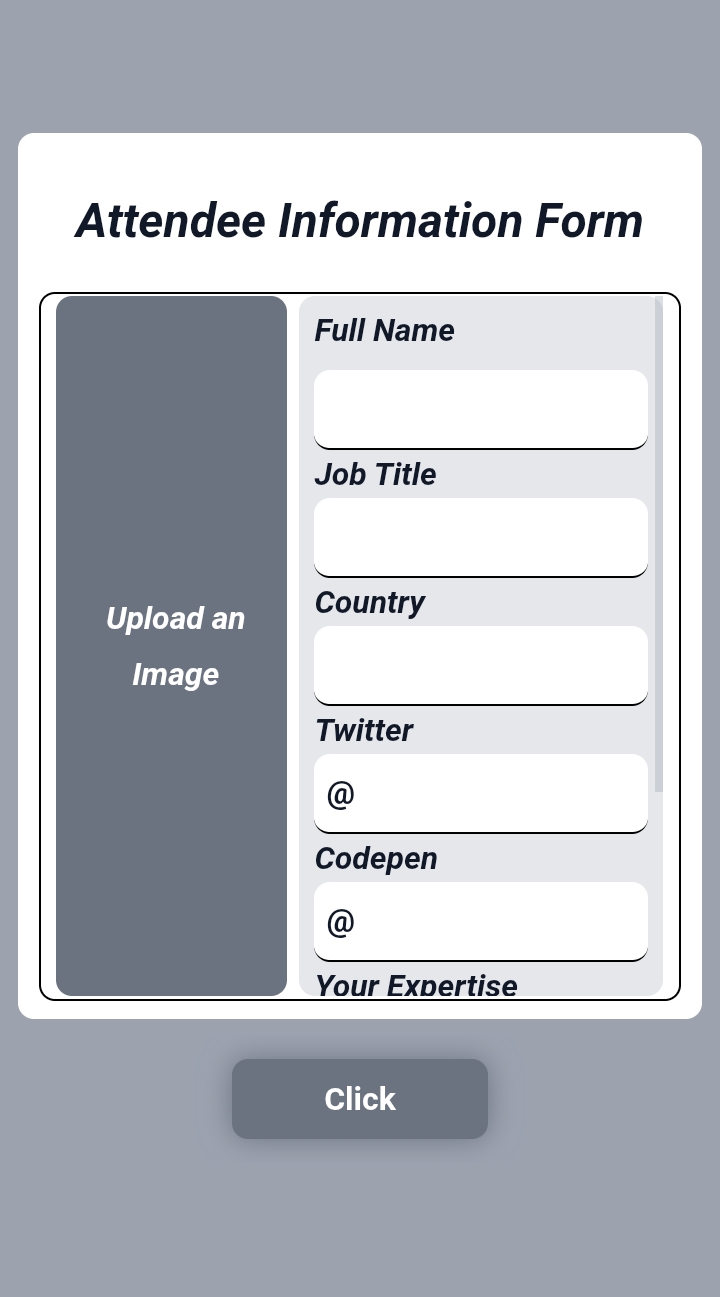 Attendee Information Form
Upload an
Image
Full Name
Job Title
Country
Twitter
@
Codepen
@
Your Expertise
Click